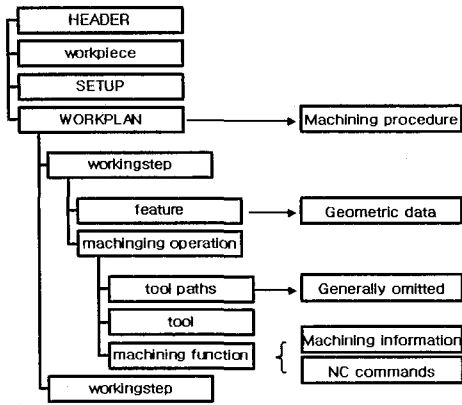 HEADER
workpiece
SETUP
WORKPLAN
Machining procedure
workingstep
feature
Geometric data
machinging operation
tool paths
Generally omitted
tool
machining function
Machining information
NC commands
workingstep